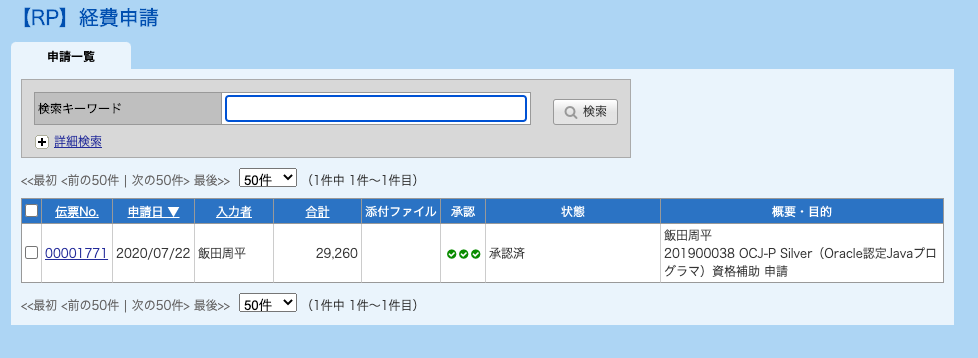 【RP】経費申請
申請一覧
検索キーワード
検索
詳細検索
<<最初 <前の50件 | 次の50件> 最後>> 50件 （1件中 1件～1件目）
伝票No. 申請日▼ 入力者 合計 添付ファイル 承認 状態 概要・目的
00001771 2020/07/22 飯田周平 29,260 承認済 飯田周平
201900038 OCJ-P Silver（Oracle認定Javaプロ
グラマ）資格補助 申請
<<最初 <前の50件 | 次の50件> 最後>> 50件 （1件中 1件～1件目）